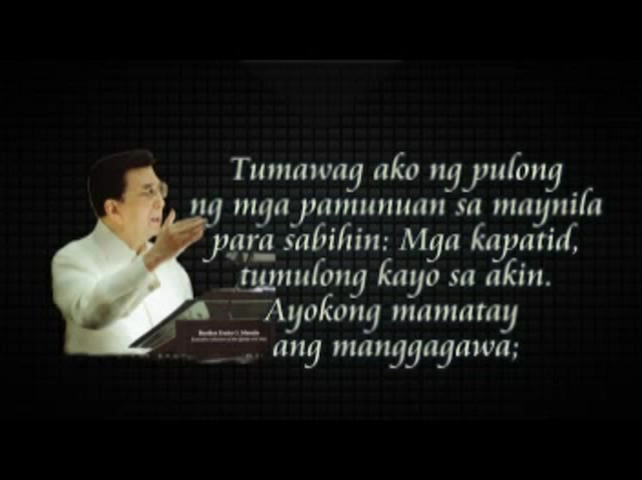 Tumawag ako ng pulong
ng mga pamunuan sa maynila
para sabihin: Mga kapatid,
tumulong kayo sa akin.
Ayokong mamatay
ang manggagawa;